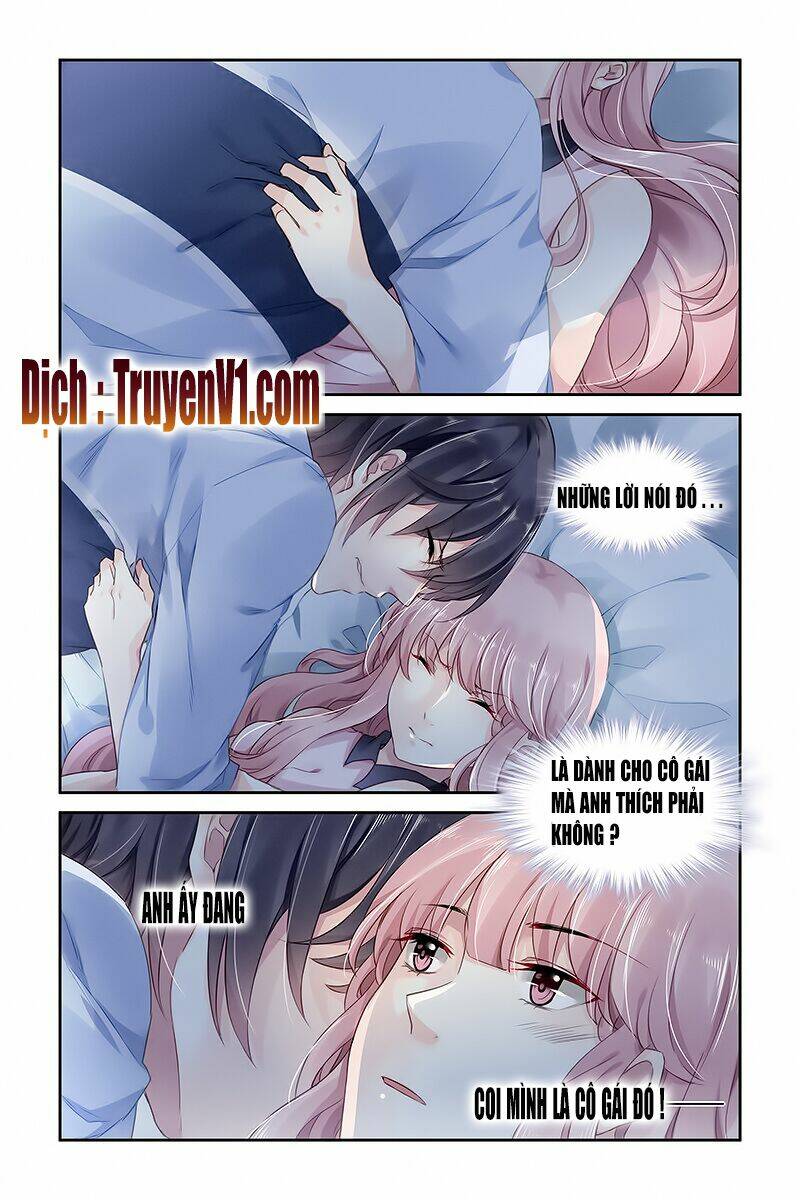 Dịch : TruyenV1.com
NHỮNG LỜI NÓI ĐÓ . . .
LÀ DÀNH CHO CÔ GÁI
MÀ ANH THÍCH PHẢI
KHÔNG ?
ANH ẤY ĐANG
COI MÌNH LÀ CÔ GÁI ĐÓ !